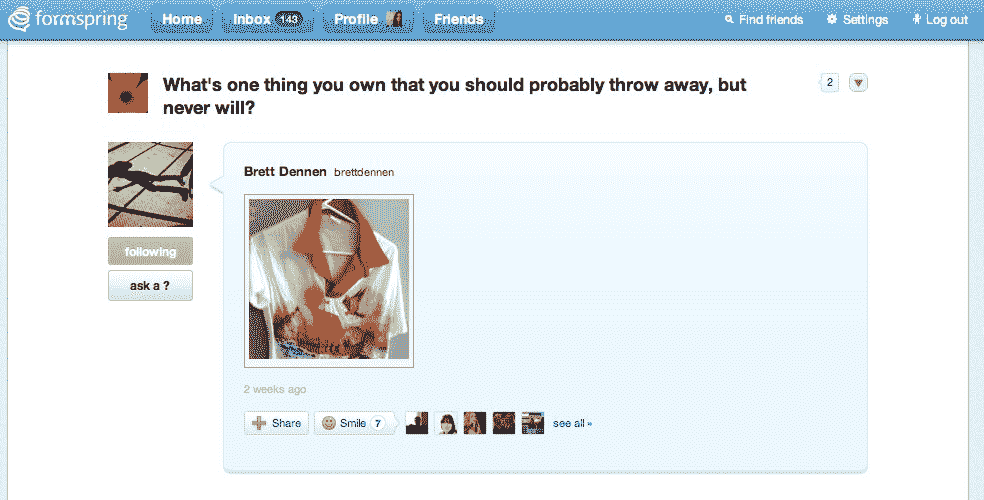 formspring Home Inbox 143 Profile Friends Find friends Settings Log out
What's one thing you own that you should probably throw away, but 2
never will?
Brett Dennen brettdennen
following
ask a ?
2 weeks ago
Share Smile 7 see all »